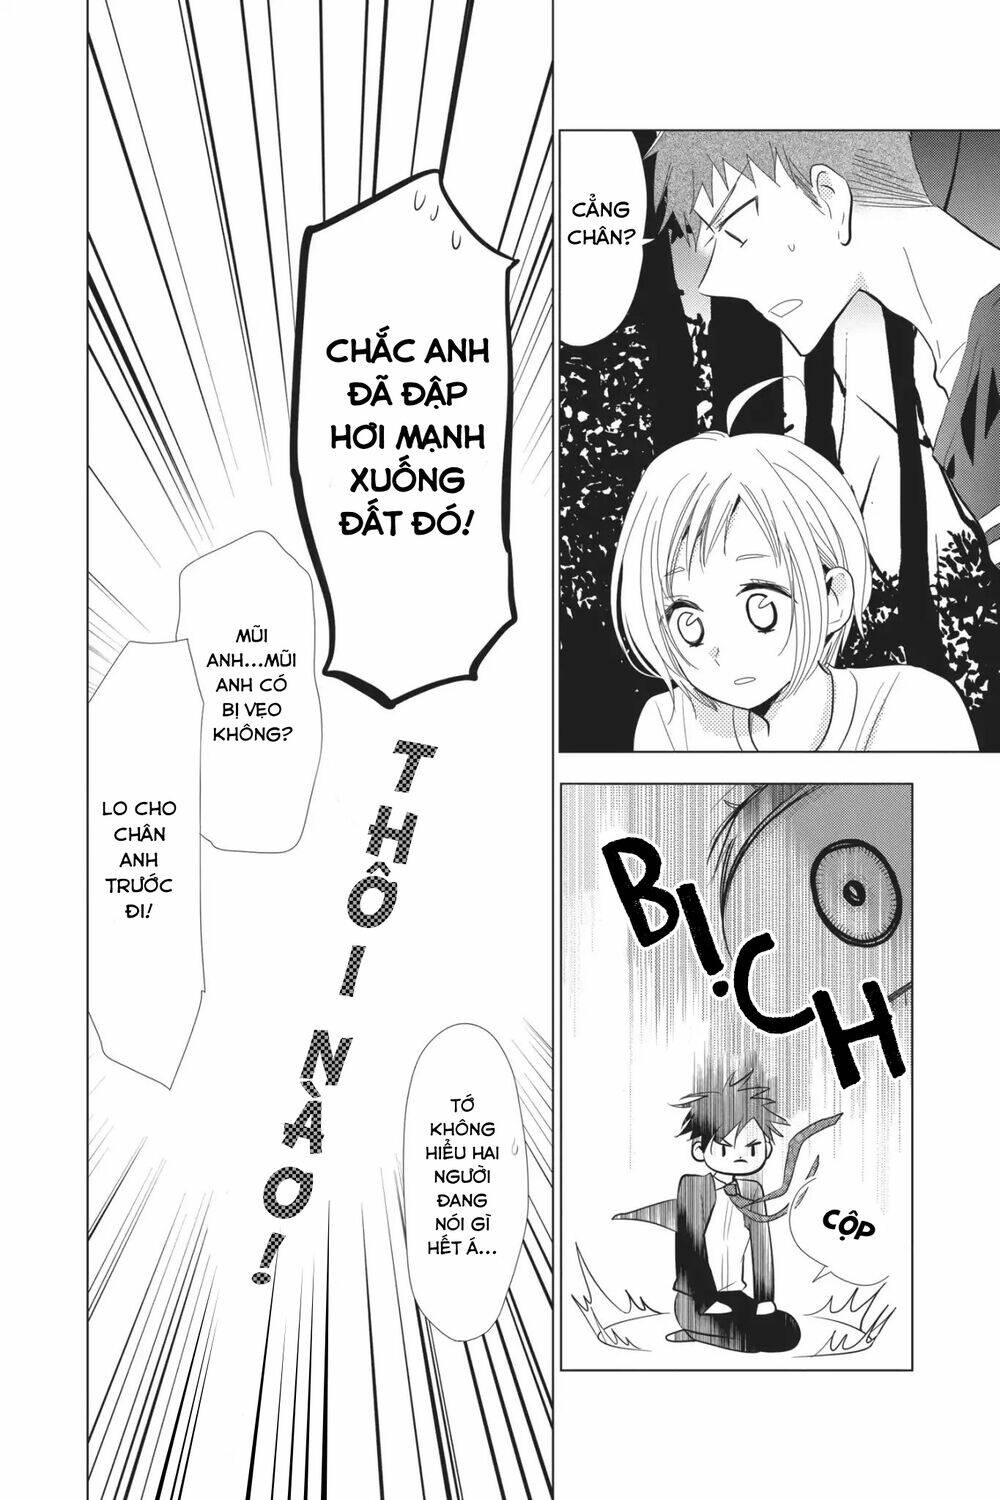 CẲNG
CHÂN?
BỊCH
CỘP
CHẮC ANH
ĐÃ ĐẬP
HƠI MẠNH
XUỐNG
ĐẤT ĐÓ!
MŨI
ANH...MŨI
ANH CÓ
BỊ VẸO
KHÔNG?
LO CHO
CHÂN
ANH
TRƯỚC
ĐI!
THÔI NÀO!
TỚ
KHÔNG
HIỂU HAI
NGƯỜI
ĐANG
NÓI GÌ
HẾT Á...